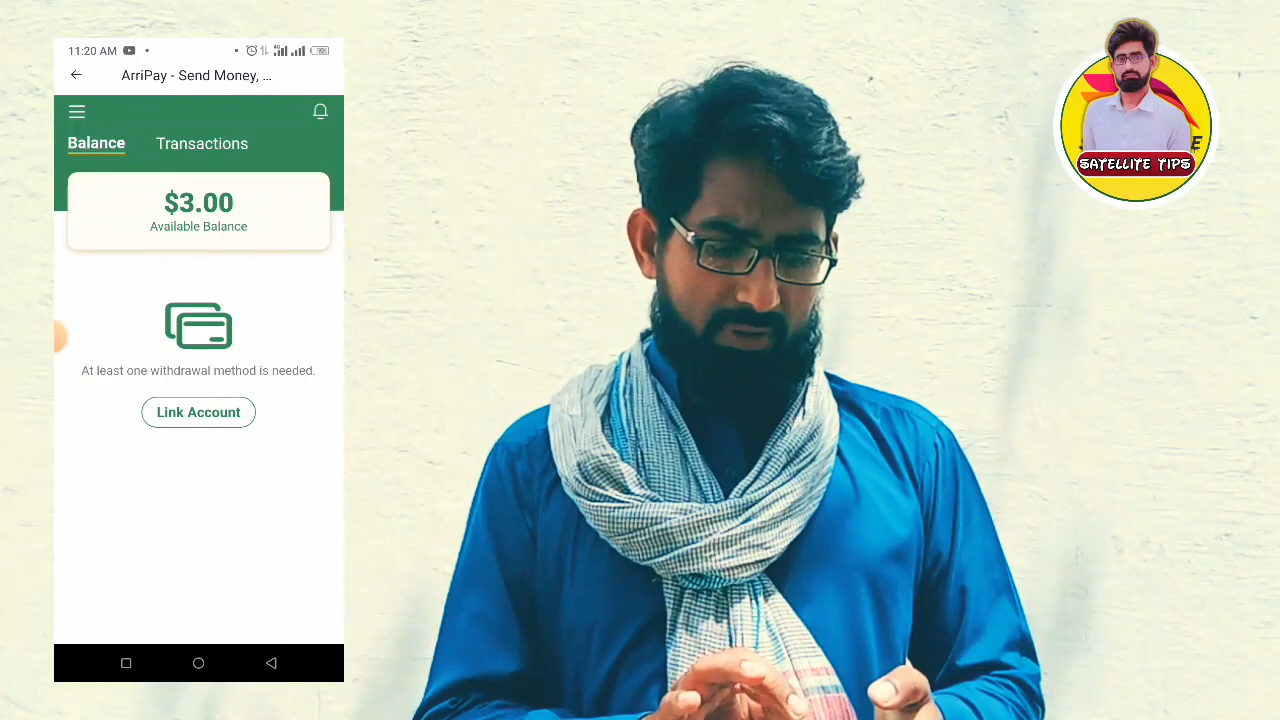 11:20 AM
ArriPay - Send Money, ...
Balance Transactions
$3.00
Available Balance
At least one withdrawal method is needed.
Link Account
SATELLITE TIPS